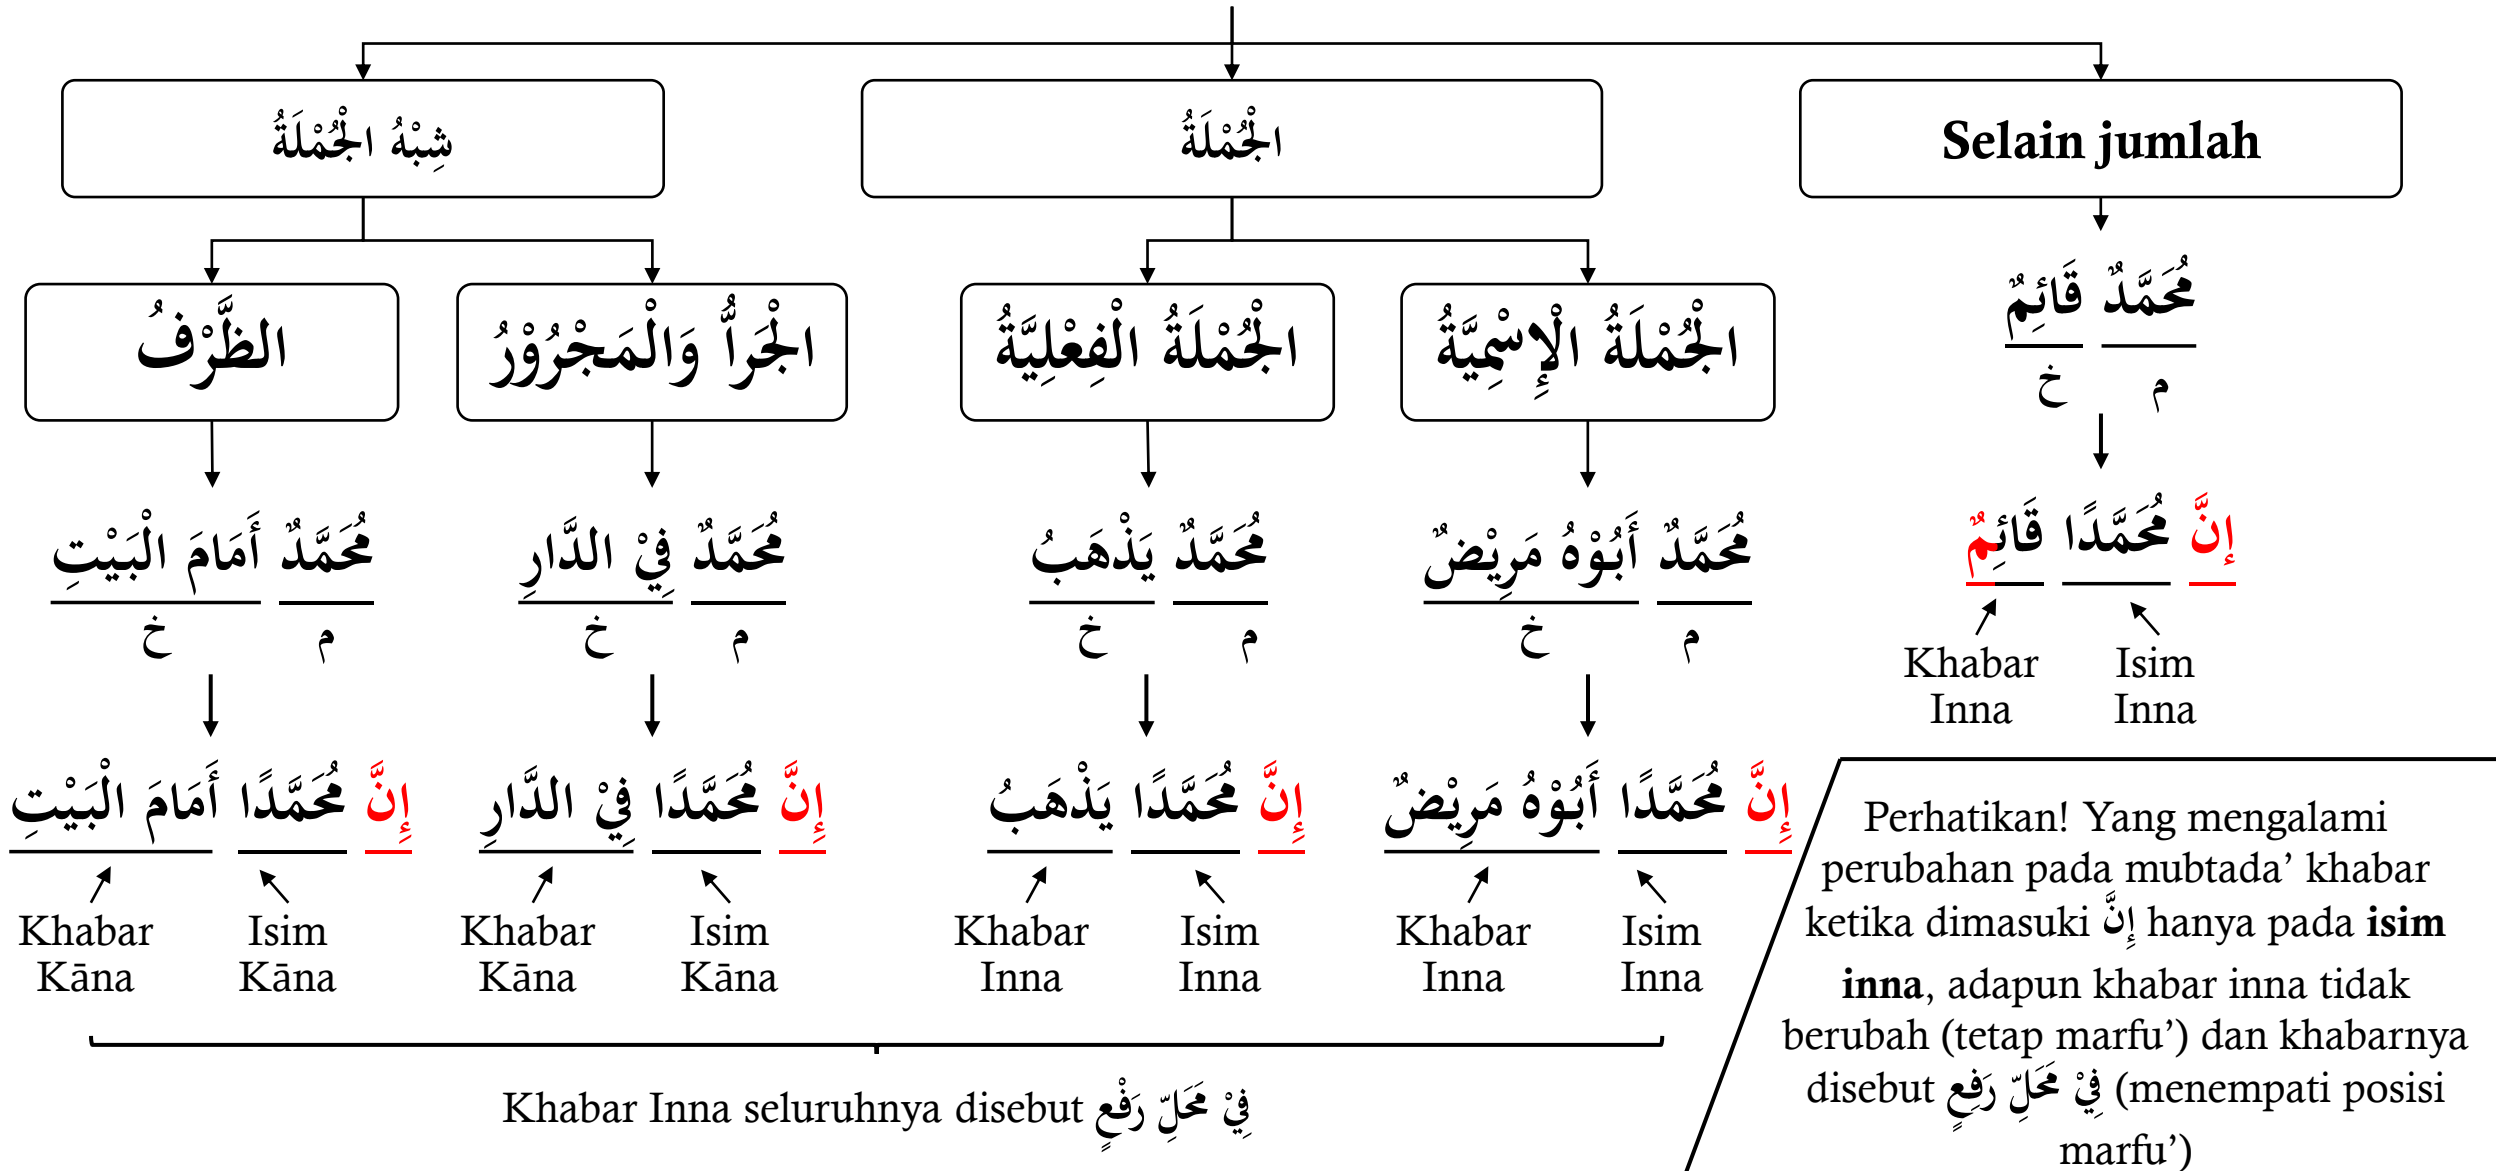 شِبْهُ الْجُمْلَةُ
الْجُمْلَةُ
Selain jumlah
الظَّرْفُ
الْجَرأُّ وَالْمَجْرُوْرُ
الْجُمْلَةُ الْفِعْلِيَّةُ
الْجُمْلَةُ الْإِسْمِيَّةُ
مُحَمَّدٌ قَائِمٌ
م خ
إِنَّ مُحَمَّدًا قَائِمٌ
Khabar Inna
Isim Inna
مُحَمَّدٌ أَمَامَ الْبَيْتِ
م خ
مُحَمَّدٌ فِيْ الدَّارِ
م خ
مُحَمَّدٌ يَذْهَبُ
م خ
مُحَمَّدٌ أَبُوْهُ مَرِيْضٌ
م خ
إِنَّ مُحَمَّدًا أَمَامَ الْبَيْتِ
Khabar Kāna
Isim Kāna
إِنَّ مُحَمَّدًا فِيْ الدَّارِ
Khabar Kāna
Isim Kāna
إِنَّ مُحَمَّدًا يَذْهَبُ
Khabar Inna
Isim Inna
إِنَّ مُحَمَّدًا أَبُوْهُ مَرِيْضٌ
Khabar Inna
Isim Inna
Khabar Inna seluruhnya disebut فِيْ مَحَلِّ رَفْعٍ
Perhatikan! Yang mengalami
perubahan pada mubtada’ khabar
ketika dimasuki إِنَّ hanya pada isim
inna, adapun khabar inna tidak
berubah (tetap marfu’) dan khabarnya
disebut فِيْ مَحَلِّ رَفِعٍ (menempati posisi
marfu’)